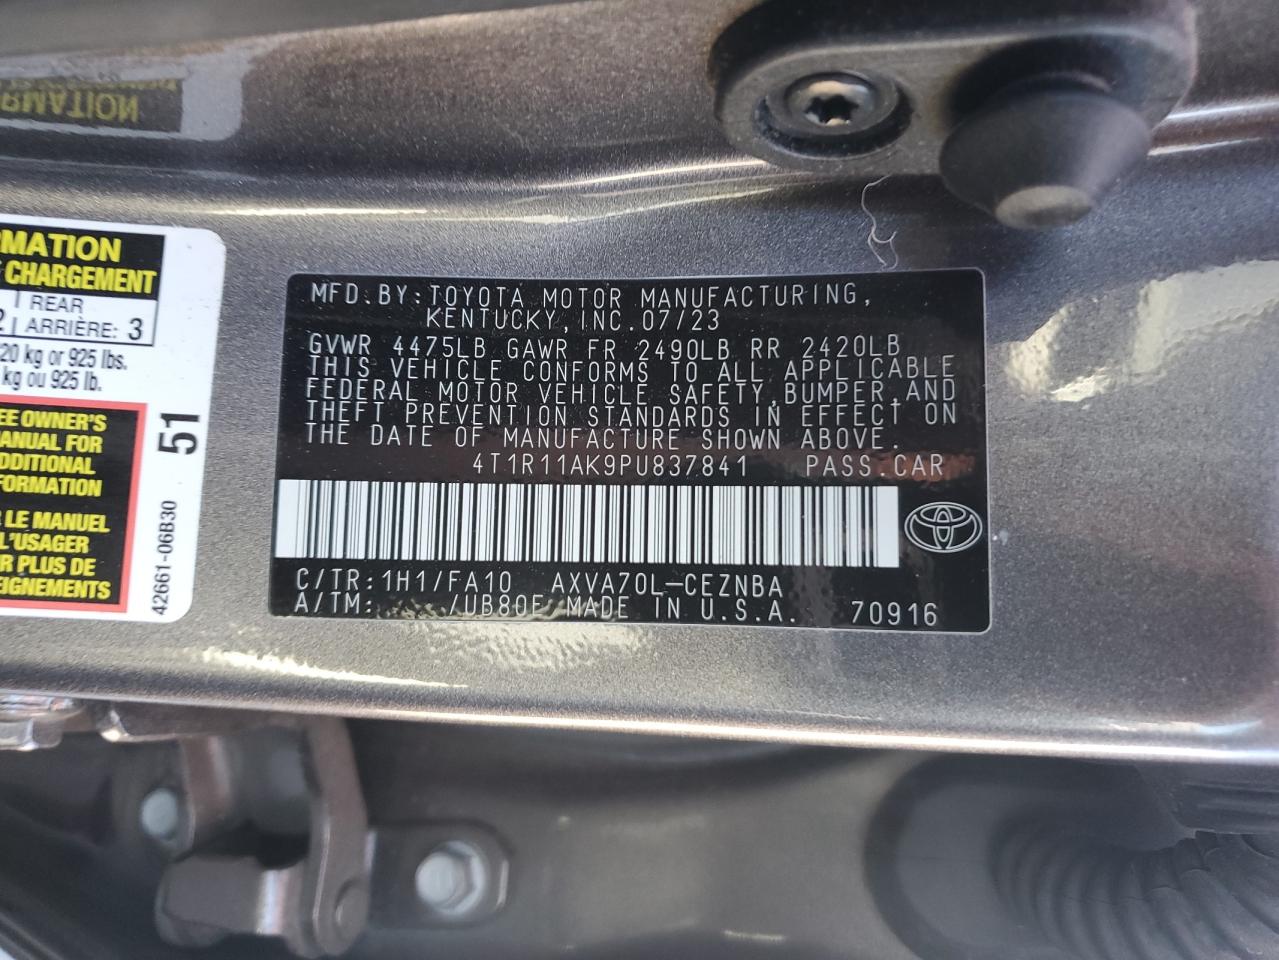 RMATION
RMATION
CHARGEMENT
REAR
ARRIÈRE: 3
20 kg or 925 lbs.
kg ou 925 lb.
EE OWNER'S
ANUAL FOR
DDITIONAL
FORMATION
LE MANUEL
L'USAGER
R PLUS DE
EIGNEMENTS
51
42661-06B30
MFD.BY:TOYOTA MOTOR MANUFACTURING,
KENTUCKY,INC.07/23
GVWR 4475LB GAWR FR 2490LB RR 2420LB
THIS VEHICLE CONFORMS TO ALL APPLICABLE
FEDERAL MOTOR VEHICLE SAFETY,BUMPER,AND
THEFT PREVENTION STANDARDS IN EFFECT ON
THE DATE OF MANUFACTURE SHOWN ABOVE.
4T1R11AK9PU837841 PASS.CAR
C/TR:1H1/FA10 AXVA70L-CEZNBA
A/TM: /UB80E MADE IN U.S.A. 70916